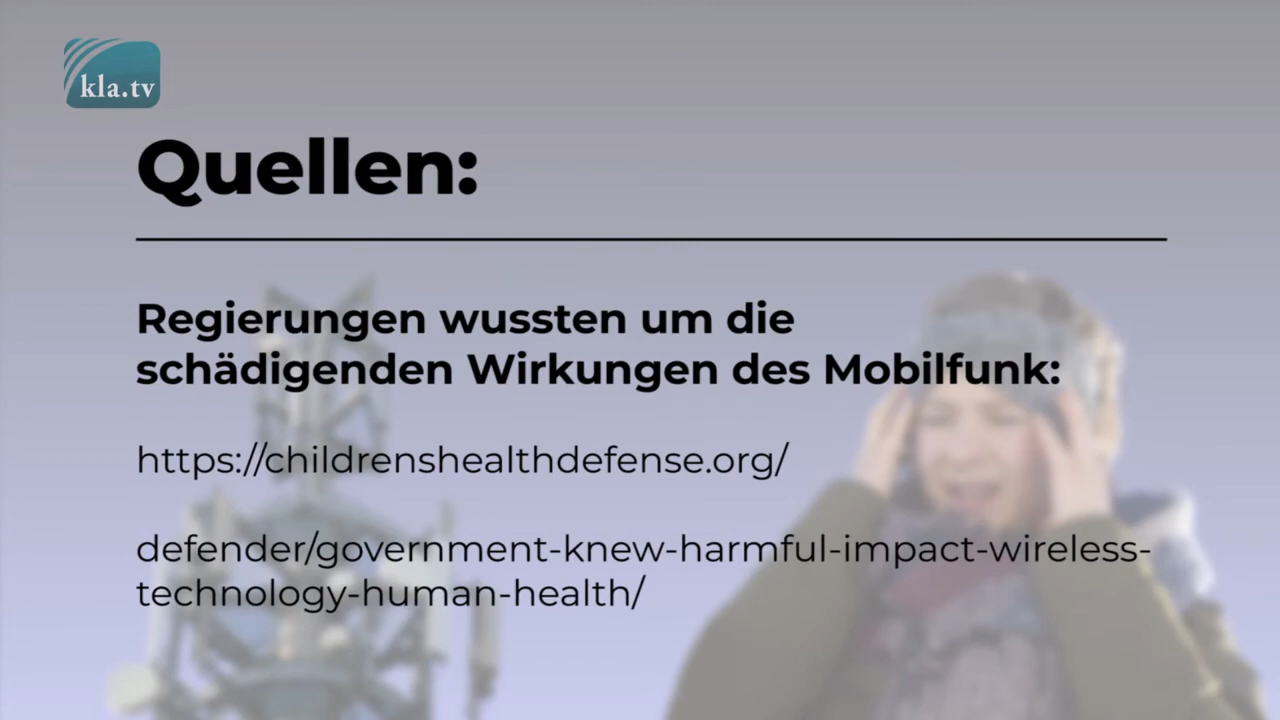 kla.tv
Quellen:
Regierungen wussten um die
schädigenden Wirkungen des Mobilfunk:
https://childrenshealthdefense.org/
defender/government-knew-harmful-impact-wireless-
technology-human-health/